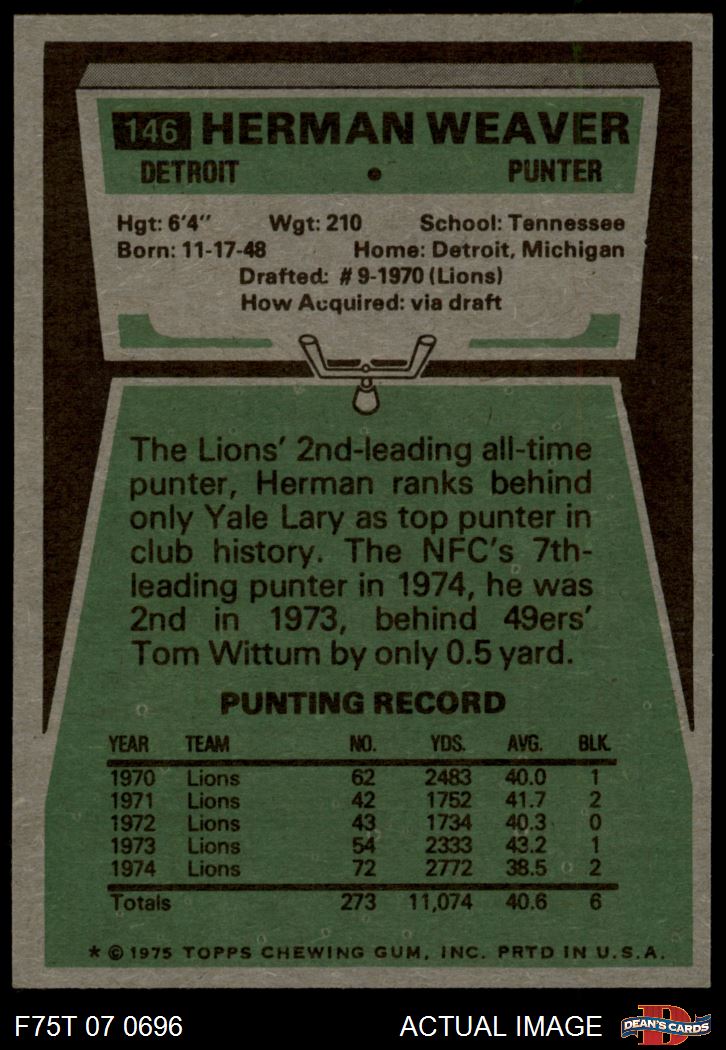 146 HERMAN WEAVER
DETROIT • PUNTER
Hgt: 6'4" Wgt: 210 School: Tennessee
Born: 11-17-48 Home: Detroit, Michigan
Drafted: #9-1970 (Lions)
How Acquired: via draft
The Lions' 2nd-leading all-time
punter, Herman ranks behind
only Yale Lary as top punter in
club history. The NFC's 7th-
leading punter in 1974, he was
2nd in 1973, behind 49ers'
Tom Wittum by only 0.5 yard.
PUNTING RECORD
YEAR TEAM NO. YDS. AVG. BLK.
1970 Lions 62 2483 40.0 1
1971 Lions 42 1752 41.7 2
1972 Lions 43 1734 40.3 0
1973 Lions 54 2333 43.2 1
1974 Lions 72 2772 38.5 2
Totals 273 11,074 40.6 6
* © 1975 TOPPS CHEWING GUM, INC. PRTD IN U.S.A.
F75T 07 0696 ACTUAL IMAGE
D
DEAN'S CARDS